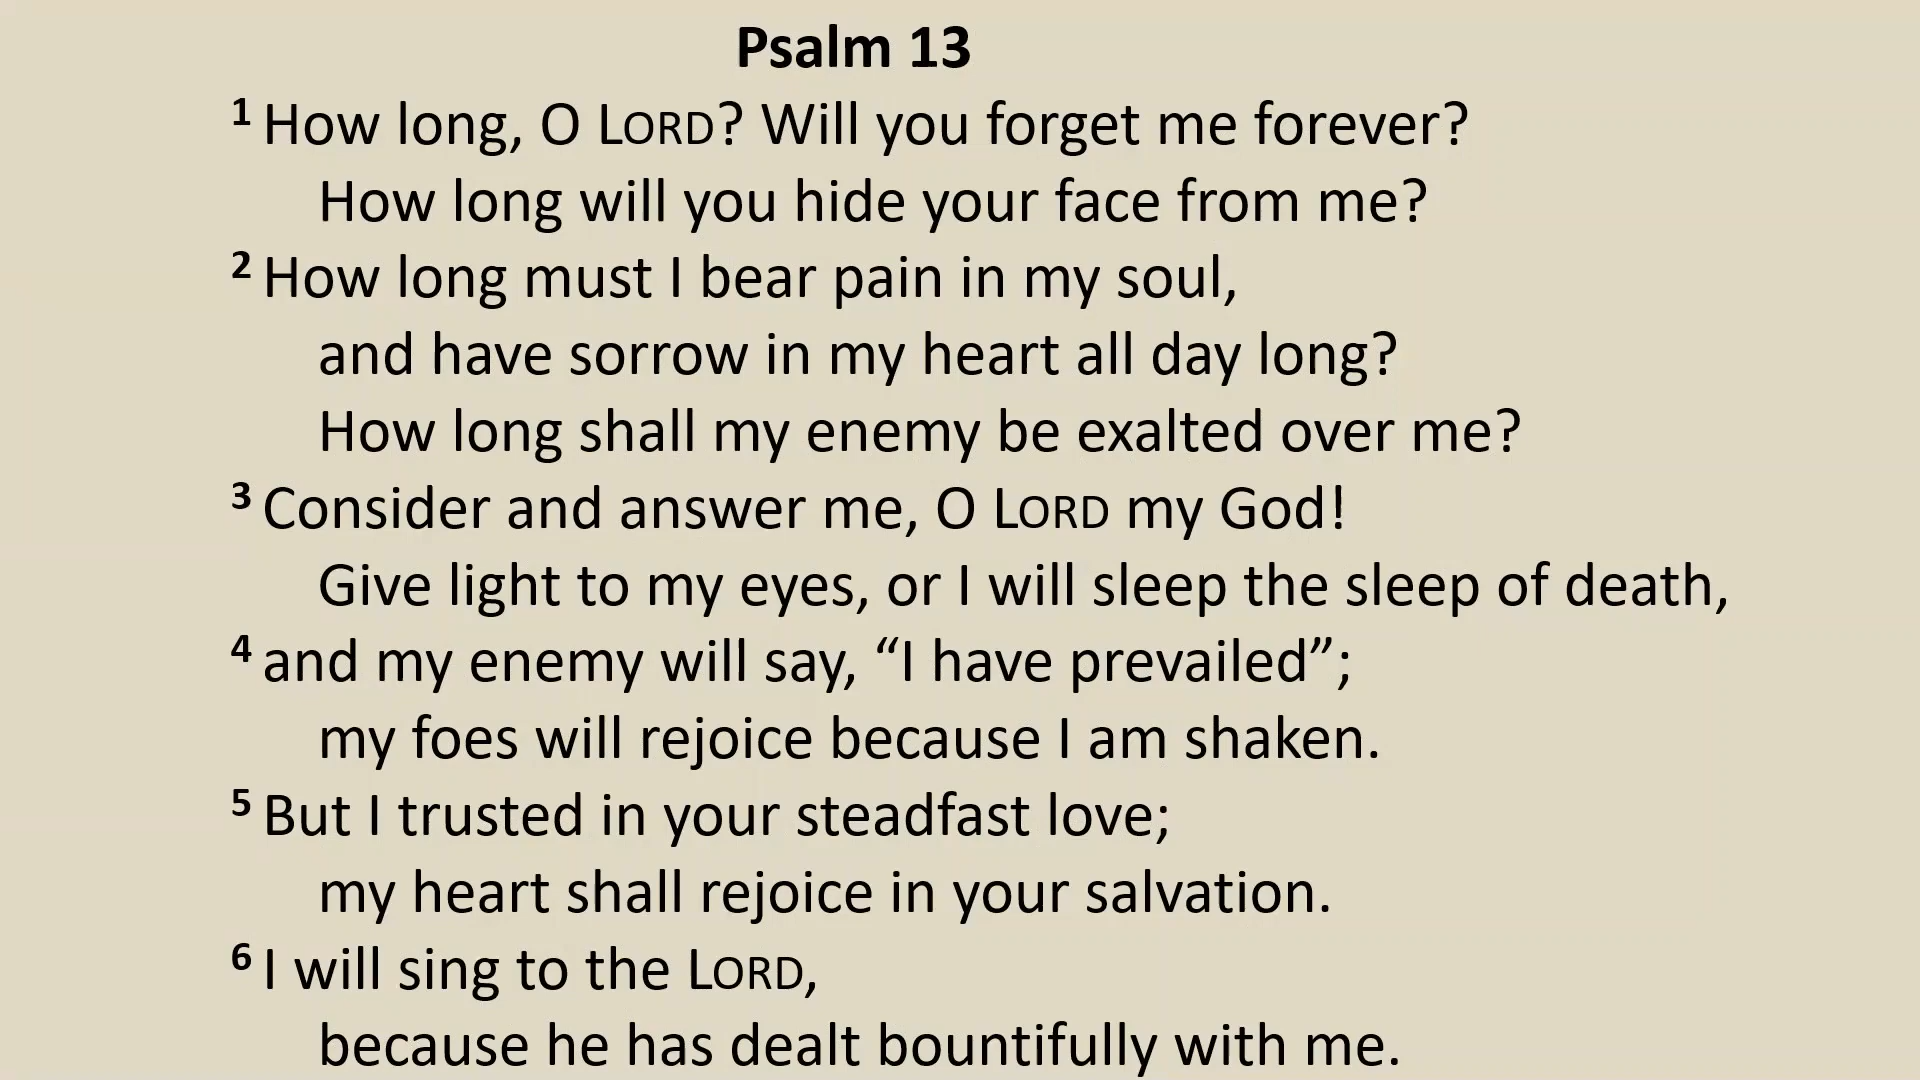 Psalm 13
1 How long, O LORD? Will you forget me forever?
How long will you hide your face from me?
2 How long must I bear pain in my soul,
and have sorrow in my heart all day long?
How long shall my enemy be exalted over me?
3 Consider and answer me, O LORD my God!
Give light to my eyes, or I will sleep the sleep of death,
4 and my enemy will say, “I have prevailed”;
my foes will rejoice because I am shaken.
5 But I trusted in your steadfast love;
my heart shall rejoice in your salvation.
6 I will sing to the LORD,
because he has dealt bountifully with me.